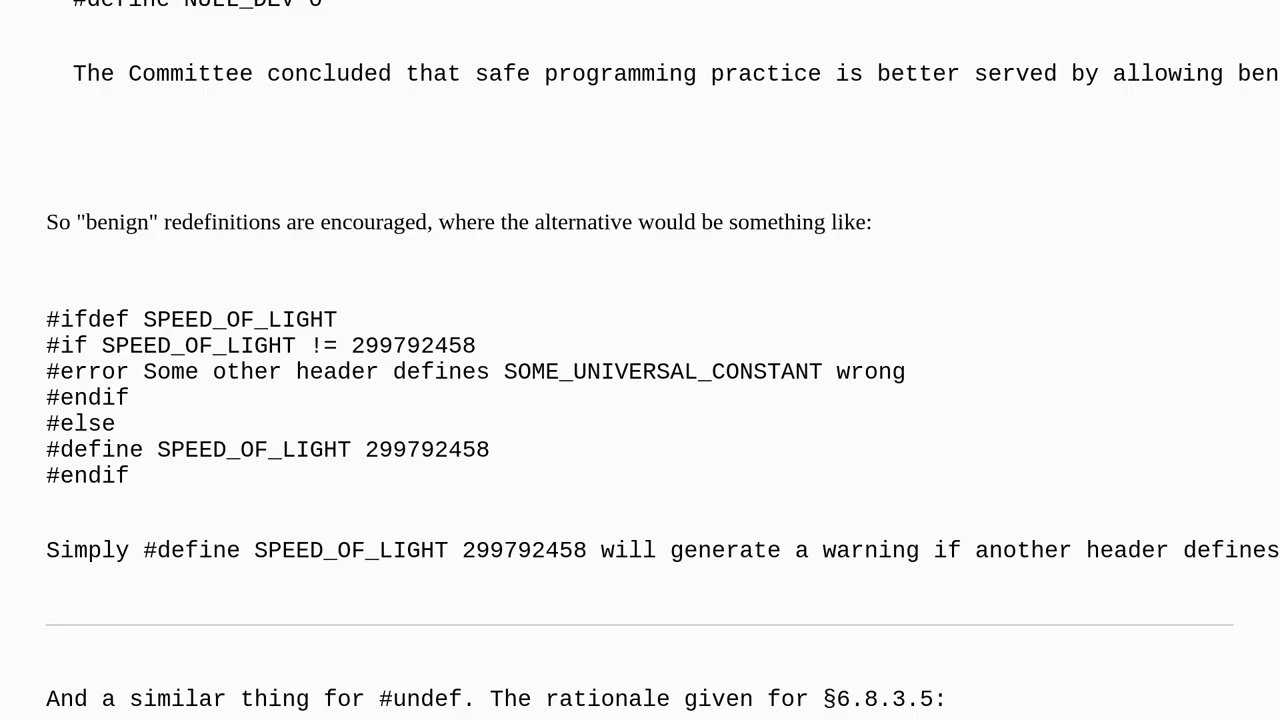 #define NULL_DEV 0
The Committee concluded that safe programming practice is better served by allowing ben
So "benign" redefinitions are encouraged, where the alternative would be something like:
#ifdef SPEED_OF_LIGHT
#if SPEED_OF_LIGHT != 299792458
#error Some other header defines SOME_UNIVERSAL_CONSTANT wrong
#endif
#else
#define SPEED_OF_LIGHT 299792458
#endif
Simply #define SPEED_OF_LIGHT 299792458 will generate a warning if another header defines
And a similar thing for #undef. The rationale given for §6.8.3.5: